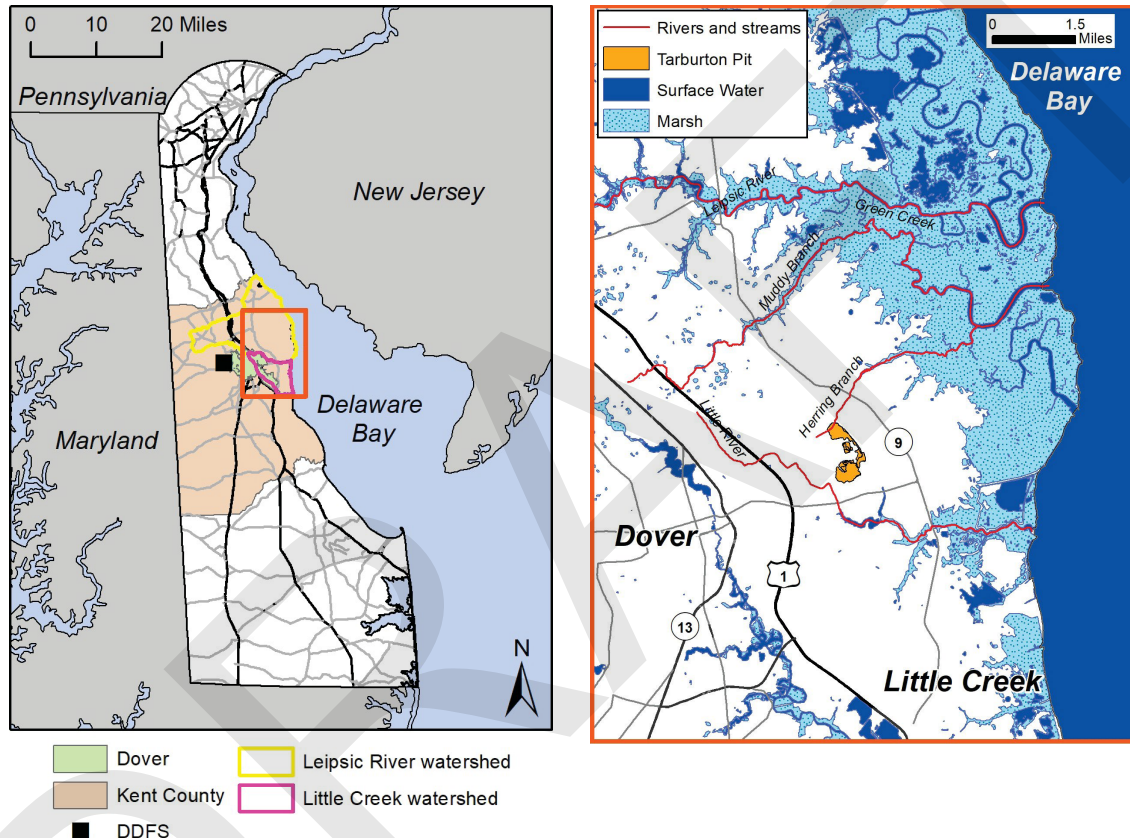 0 10 20 Miles
Pennsylvania
New Jersey
Maryland
Delaware
Bay
N
Dover
Kent County
DDFS
Leipsic River watershed
Little Creek watershed
Rivers and streams
Tarburton Pit
Surface Water
Marsh
0 1.5
Miles
Delaware
Bay
Leipsic River
Green Creek
Muddy Branch
Herring Branch
Little River
9
Dover
1
13
Little Creek
DRAFT